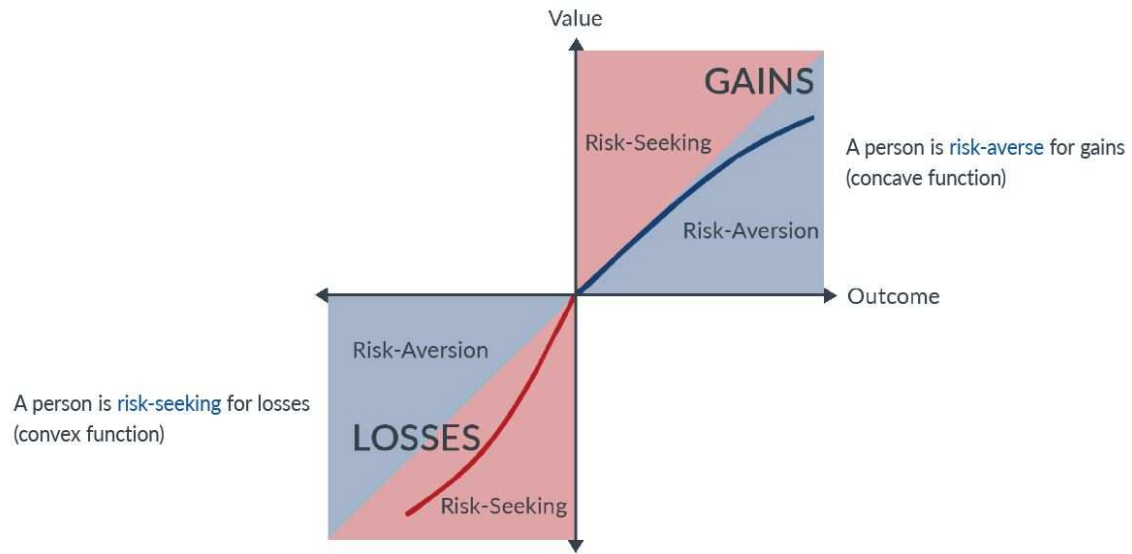 Value
GAINS
Risk-Seeking
A person is risk-averse for gains
(concave function)
Risk-Aversion
Outcome
Risk-Aversion
A person is risk-seeking for losses
(convex function)
LOSSES
Risk-Seeking